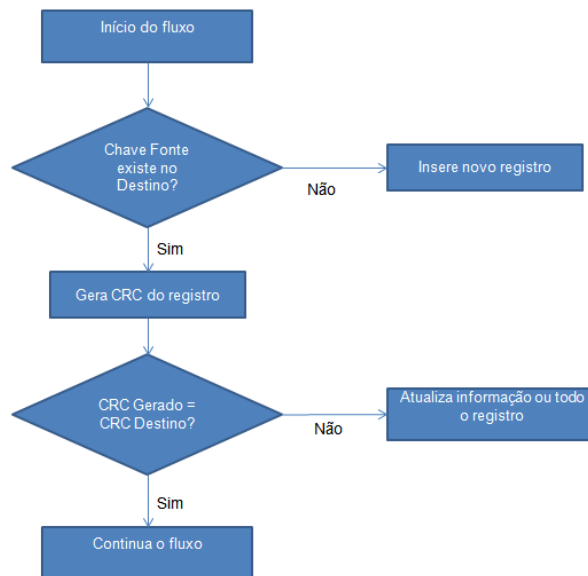 Início do fluxo
Chave Fonte
existe no
Destino?
Não
Insere novo registro
Sim
Gera CRC do registro
CRC Gerado =
CRC Destino?
Não
Atualiza informação ou todo
o registro
Sim
Continua o fluxo